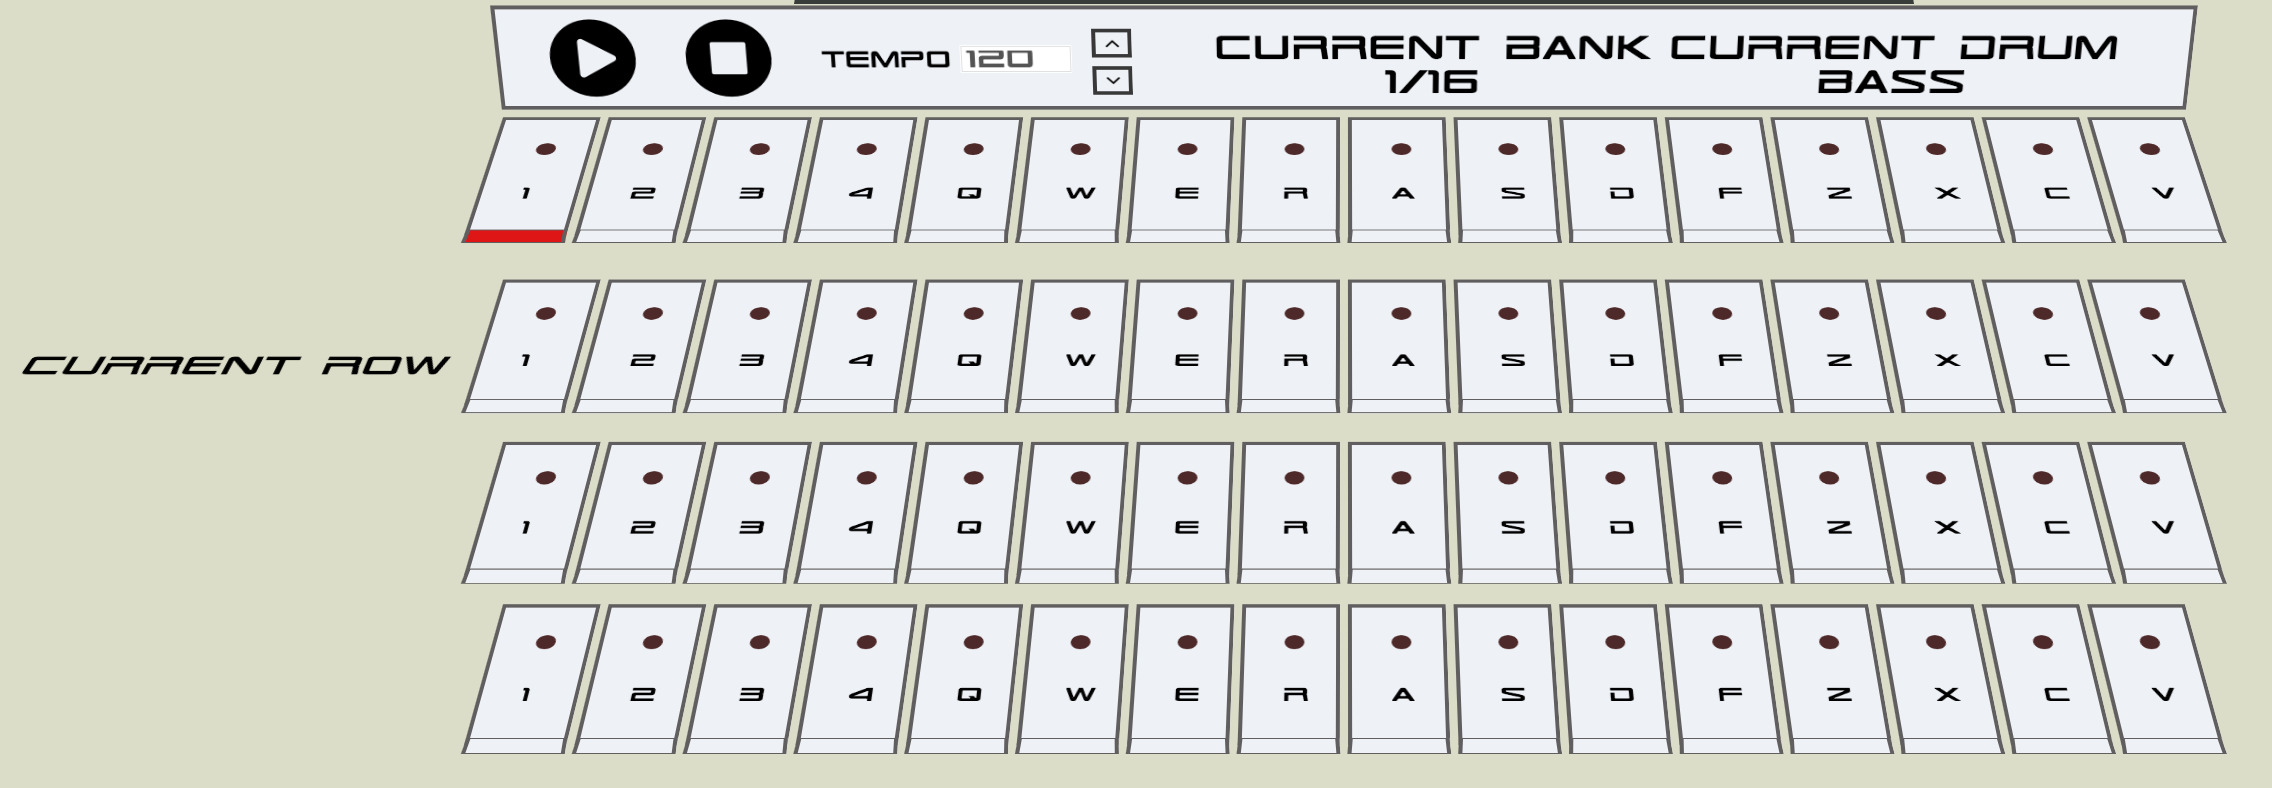 TEMPO 120
CURRENT BANK
1/16
CURRENT DRUM
BASS
1 2 3 4 Q W E R A S D F Z X C V
CURRENT ROW
1 2 3 4 Q W E R A S D F Z X C V
1 2 3 4 Q W E R A S D F Z X C V
1 2 3 4 Q W E R A S D F Z X C V